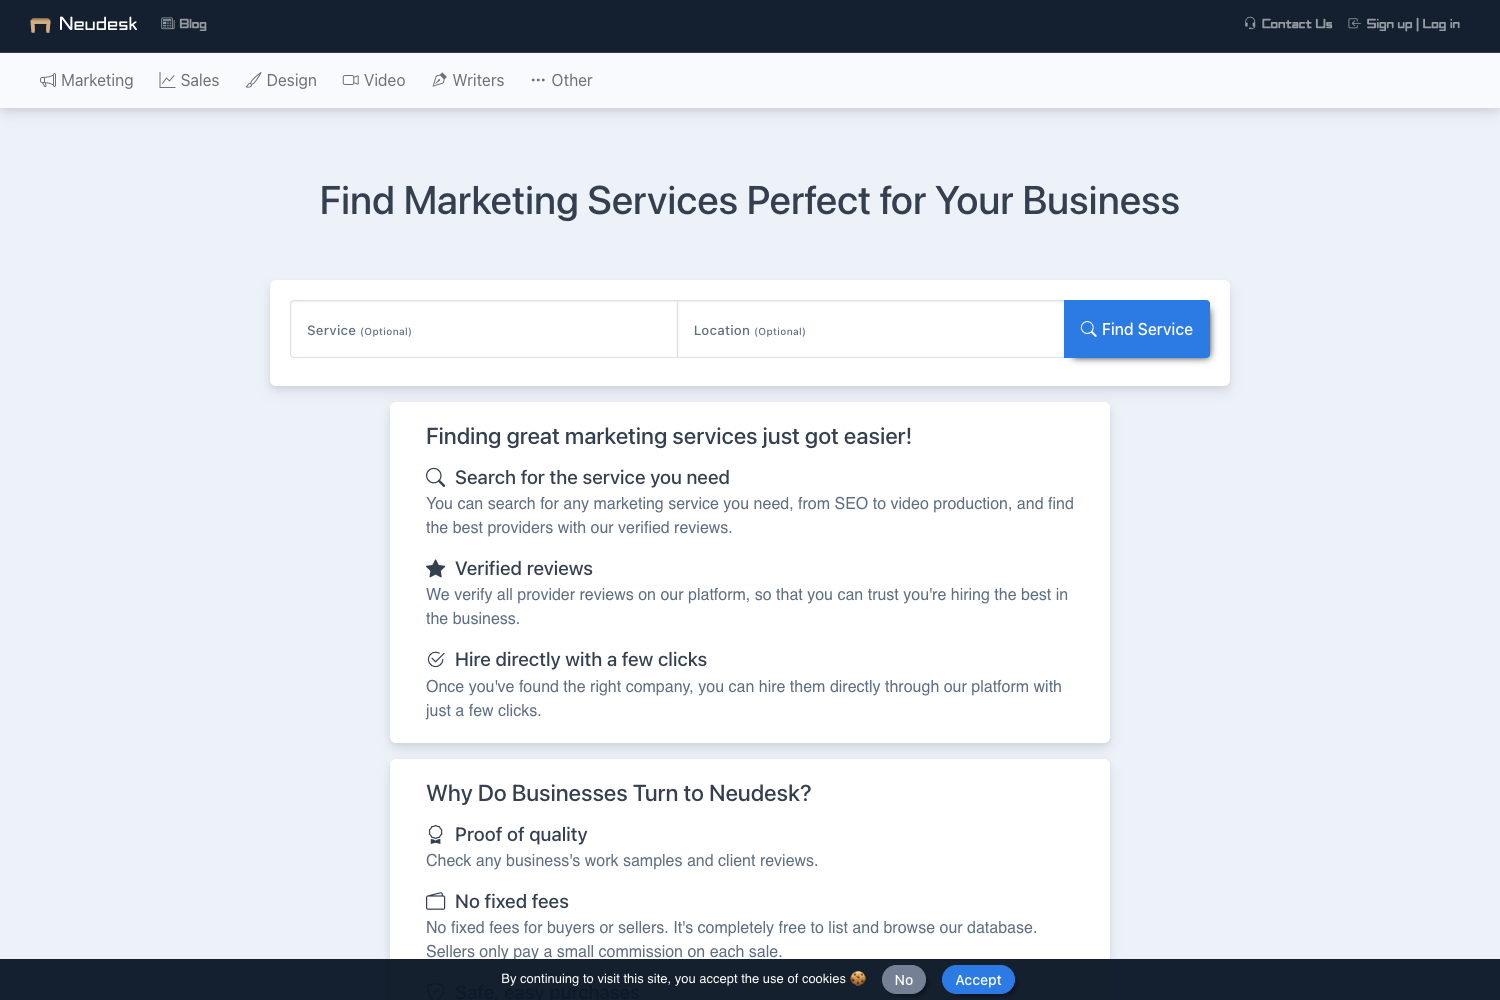 Neudesk
Blog
Contact Us
Sign up | Log in
Marketing
Sales
Design
Video
Writers
Other
Find Marketing Services Perfect for Your Business
Service (Optional)
Location (Optional)
Find Service
Finding great marketing services just got easier!
Search for the service you need
You can search for any marketing service you need, from SEO to video production, and find
the best providers with our verified reviews.
Verified reviews
We verify all provider reviews on our platform, so that you can trust you're hiring the best in
the business.
Hire directly with a few clicks
Once you've found the right company, you can hire them directly through our platform with
just a few clicks.
Why Do Businesses Turn to Neudesk?
Proof of quality
Check any business's work samples and client reviews.
No fixed fees
No fixed fees for buyers or sellers. It's completely free to list and browse our database.
Sellers only pay a small commission on each sale.
Safe, easy purchases
By continuing to visit this site, you accept the use of cookies 🍪
No
Accept